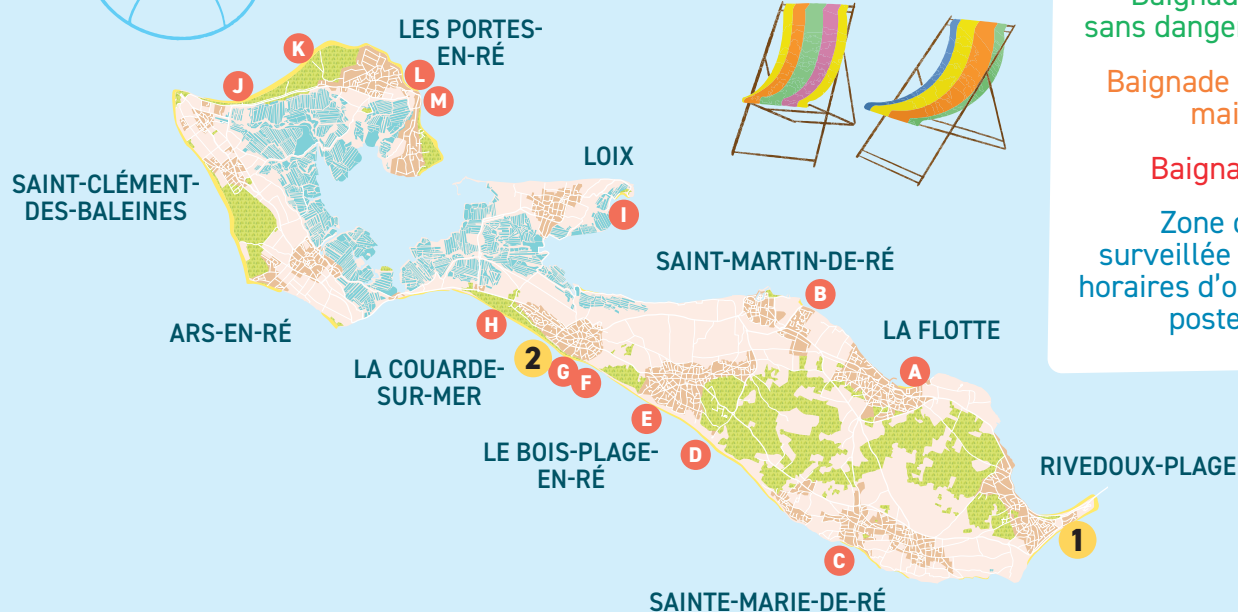 LES PORTES-
EN-RÉ
K
L
J
M
SAINT-CLÉMENT-
DES-BALEINES
LOIX
I
SAINT-MARTIN-DE-RÉ
B
ARS-EN-RÉ
H
LA FLOTTE
LA COUARDE-
SUR-MER
2
G
F
A
E
LE BOIS-PLAGE-
EN-RÉ
D
RIVEDOUX-PLAGE
1
C
SAINTE-MARIE-DE-RÉ
sans danger
Baignade
mai
Baigna
Zone
surveillée
horaires d'o
poste